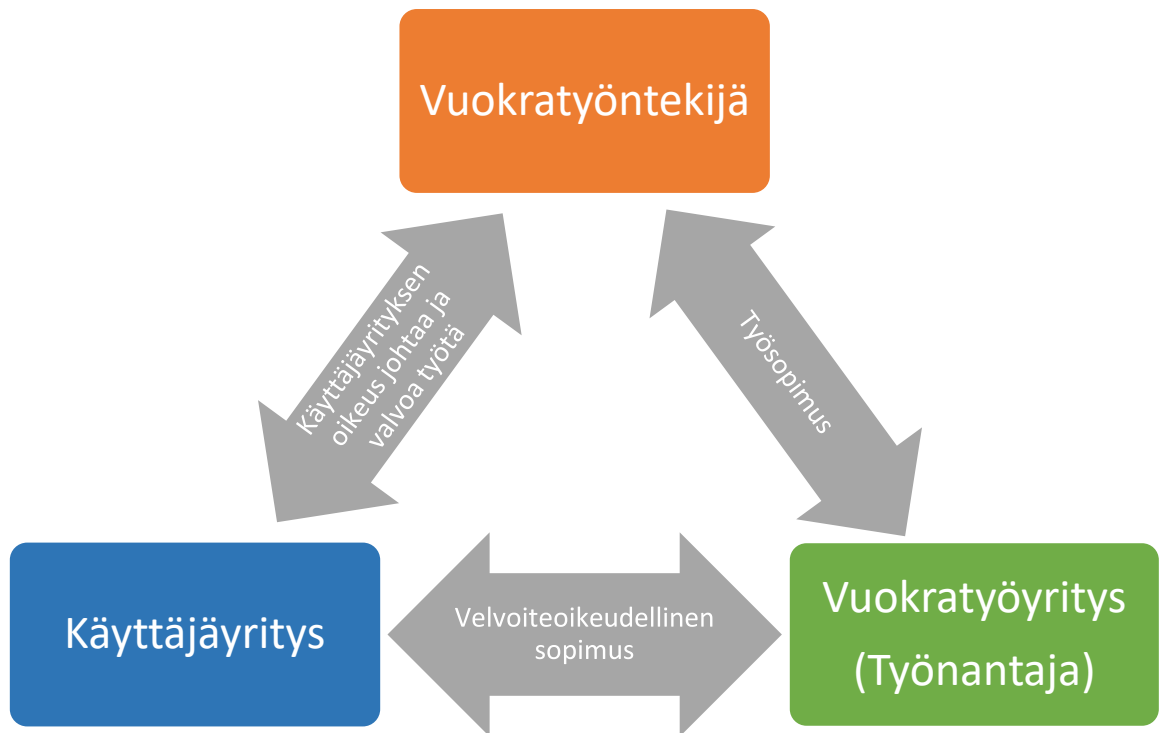 Vuokratyöntekijä
Käyttäjäyrityksen
oikeus johtaa ja
valvoa työtä
Työsopimus
Käyttäjäyritys
Velvoiteoikeudellinen
sopimus
Vuokratyöyritys
(Työnantaja)